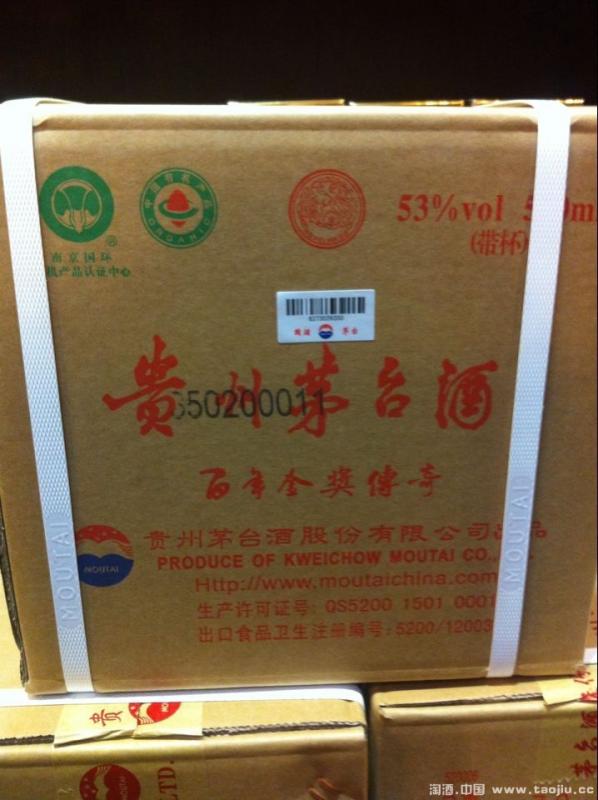 中国有机产品
ORGANIC
南京国环
产品认证中心
53%vol
(带杯)
贵州茅台酒
50200011
百年金奖传奇
MOUTAI
贵州茅台酒股份有限公司出品
PRODUCE OF KWEICHOW MOUTAI CO.,
Http://www.moutaichina.com
生产许可证号: QS5200 1501 0001
出口食品卫生注册编号: 5200/12003
MOUTAI
MOUTAI
贵
LTD.
茅台酒
淘酒.中国 www.taojiu.cc